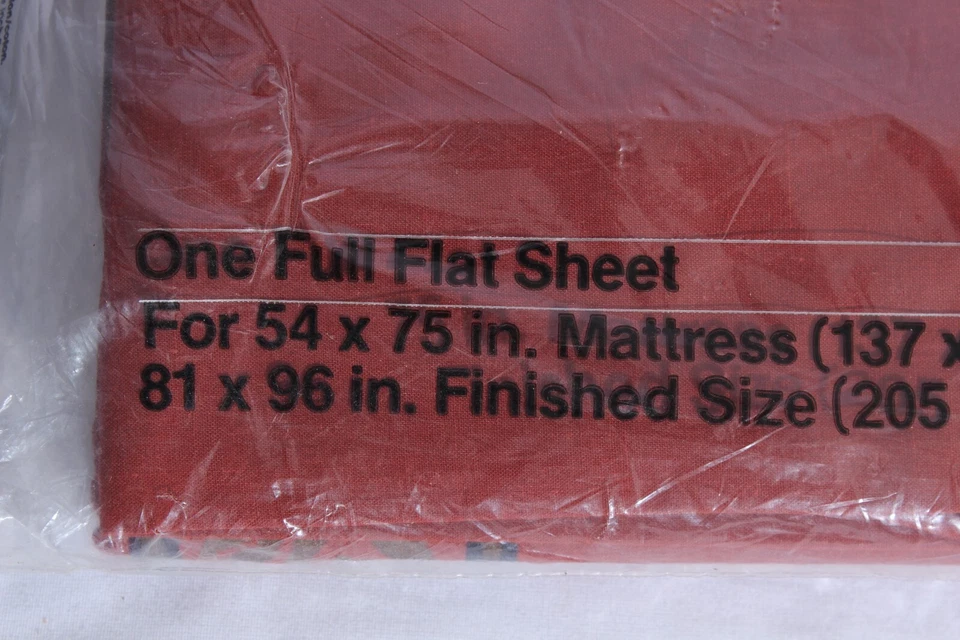 One Full Flat Sheet
For 54 x 75 in. Mattress (137 x
81 x 96 in. Finished Size (205